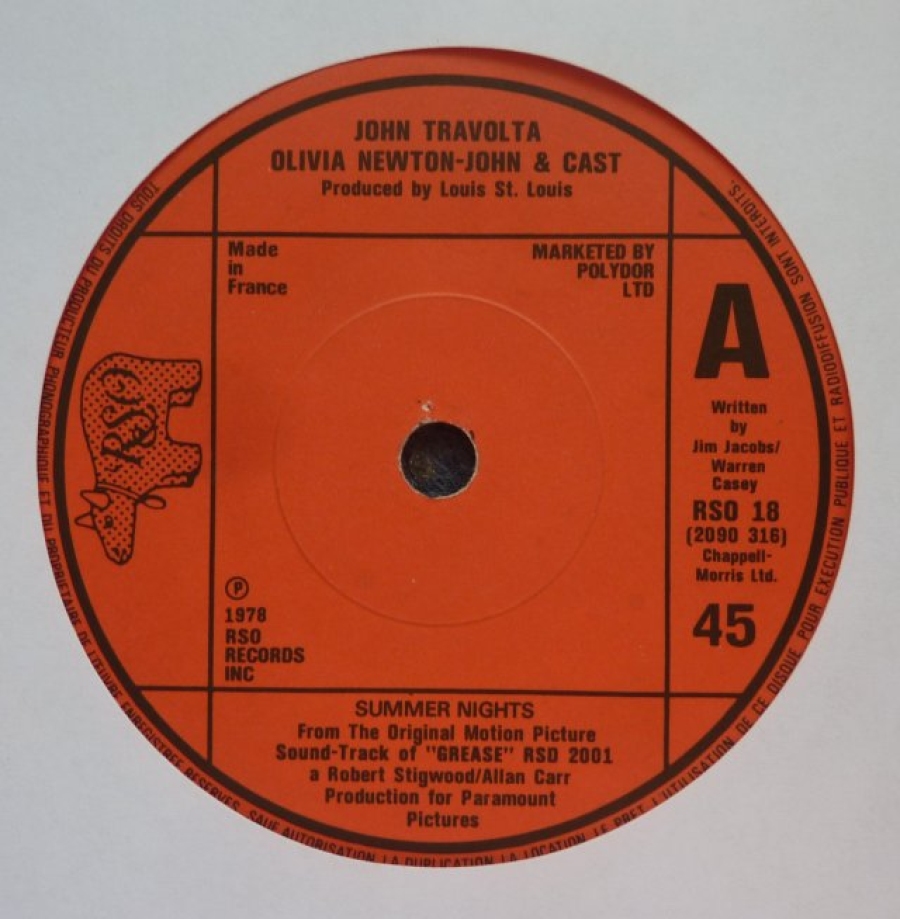 JOHN TRAVOLTA
OLIVIA NEWTON-JOHN & CAST
Produced by Louis St. Louis
Made
in
France
MARKETED BY
POLYDOR
LTD
RSO
A
Written
by
Jim Jacobs/
Warren
Casey
RSO 18
(2090 316)
Chappell-
Morris Ltd.
45
℗
1978
RSO
RECORDS
INC
SUMMER NIGHTS
From The Original Motion Picture
Sound-Track of "GREASE" RSD 2001
a Robert Stigwood/Allan Carr
Production for Paramount
Pictures
TOUS DROITS DU PRODUCTEUR PHONOGRAPHIQUE ET DU PROPRIETAIRE DE L'ŒUVRE ENREGISTREE RESERVES. SAUF AUTORISATION LA DUPLICATION LA LOCATION LE PRET L'UTILISATION DE CE DISQUE POUR EXECUTION PUBLIQUE ET RADIODIFFUSION SONT INTERDITS.